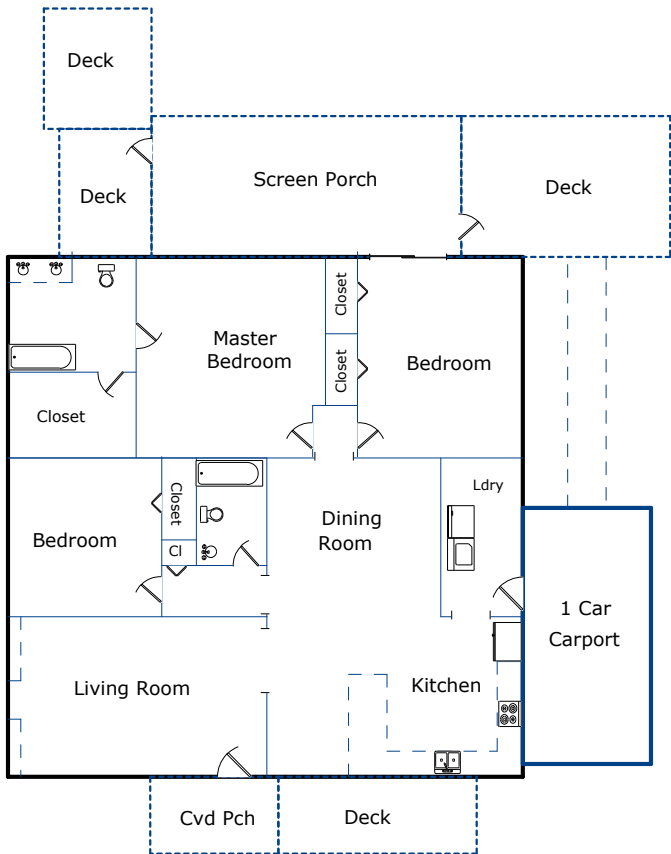 Deck
Deck
Screen Porch
Deck
Closet
Master
Bedroom
Closet
Bedroom
Closet
Closet
Ldry
Dining
Room
Bedroom
Cl
1 Car
Carport
Living Room
Kitchen
Cvd Pch
Deck